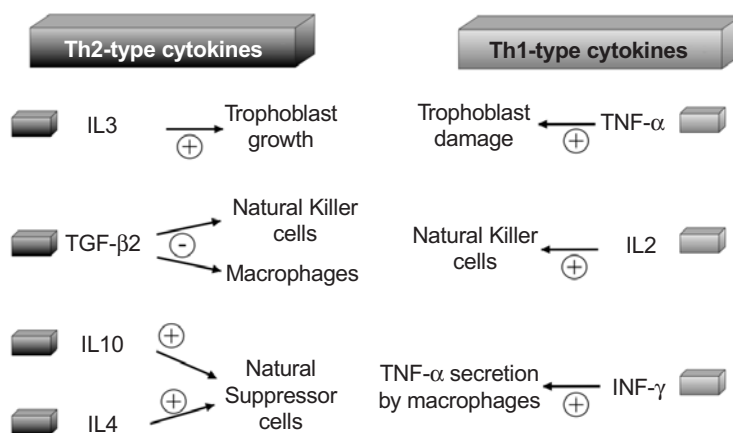 Th2-type cytokines
Th1-type cytokines
IL3
+
Trophoblast
growth
Trophoblast
damage
+
TNF-α
TGF-β2
-
Natural Killer
cells
Macrophages
Natural Killer
cells
+
IL2
IL10
+
IL4
+
Natural
Suppressor
cells
TNF-α secretion
by macrophages
+
INF-γ